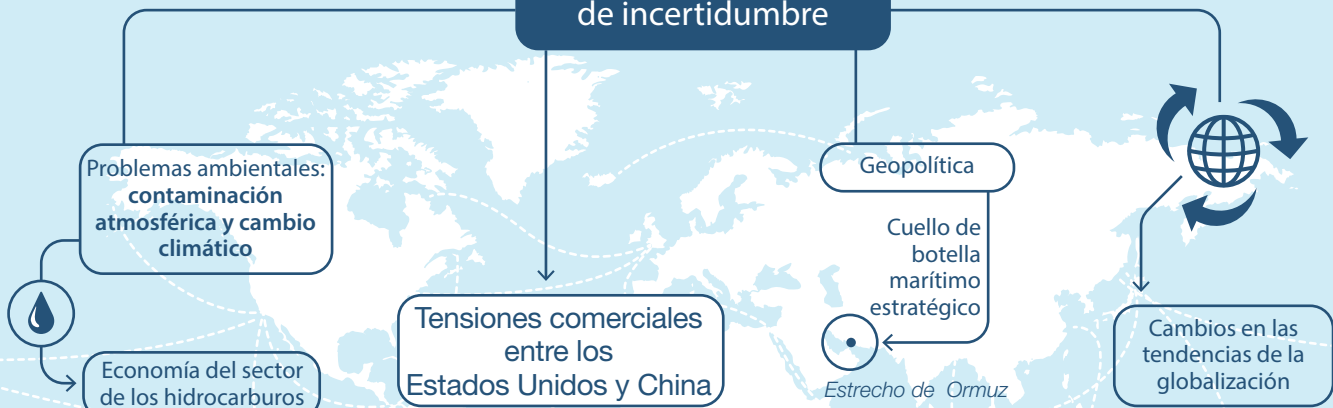 de incertidumbre
Problemas ambientales:
contaminación
atmosférica y cambio
climático
Economía del sector
de los hidrocarburos
Tensiones comerciales
entre los
Estados Unidos y China
Geopolítica
Cuello de
botella
marítimo
estratégico
Estrecho de Ormuz
Cambios en las
tendencias de la
globalización